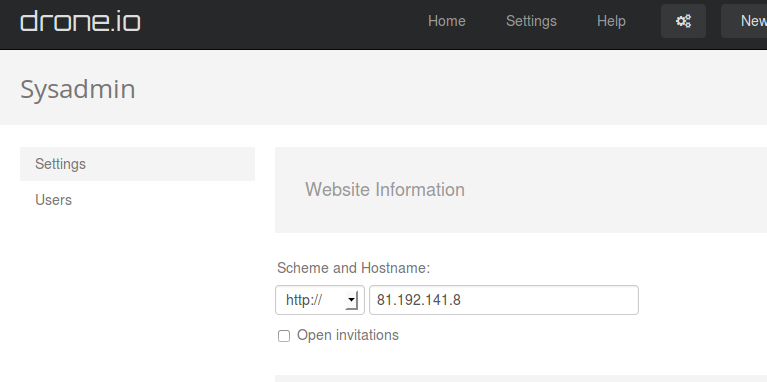 drone.io Home Settings Help New
Sysadmin
Settings
Users
Website Information
Scheme and Hostname:
http:// 81.192.141.8
Open invitations